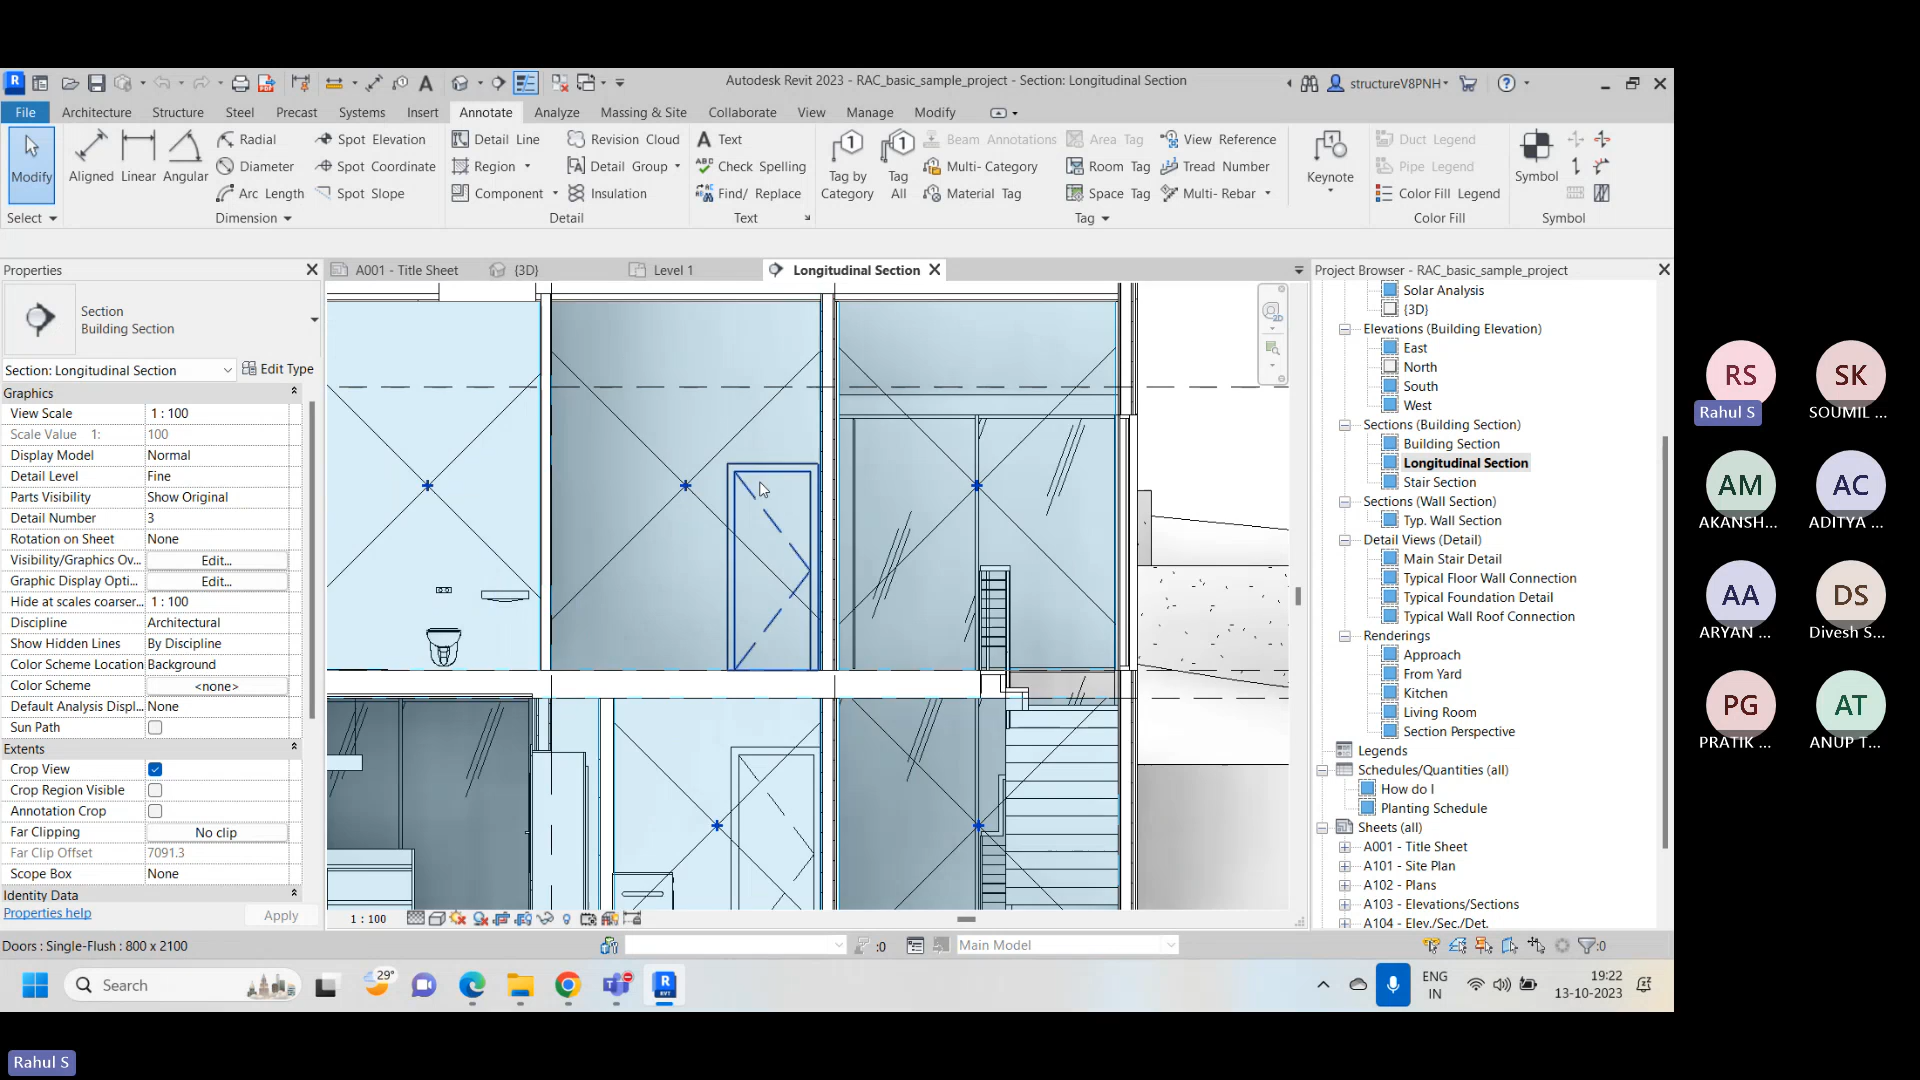 Autodesk Revit 2023 - RAC_basic_sample_project - Section: Longitudinal Section
structureV8PNH
File Architecture Structure Steel Precast Systems Insert Annotate Analyze Massing & Site Collaborate View Manage Modify
Modify
Select
Aligned Linear Angular
Radial
Diameter
Arc Length
Spot Elevation
Spot Coordinate
Spot Slope
Dimension
Detail Line
Region
Component
Revision Cloud
Detail Group
Insulation
Detail
Text
Check Spelling
Find/ Replace
Text
Tag by Category
Tag All
Beam Annotations
Multi- Category
Material Tag
Area Tag
Room Tag
Space Tag
View Reference
Tread Number
Multi- Rebar
Tag
Keynote
Duct Legend
Pipe Legend
Color Fill Legend
Color Fill
Symbol
Symbol
Properties
Section
Building Section
Section: Longitudinal Section
Edit Type
Graphics
View Scale 1 : 100
Scale Value 1: 100
Display Model Normal
Detail Level Fine
Parts Visibility Show Original
Detail Number 3
Rotation on Sheet None
Visibility/Graphics Ov... Edit...
Graphic Display Opti... Edit...
Hide at scales coarser... 1 : 100
Discipline Architectural
Show Hidden Lines By Discipline
Color Scheme Location Background
Color Scheme <none>
Default Analysis Displ... None
Sun Path
Extents
Crop View
Crop Region Visible
Annotation Crop
Far Clipping No clip
Far Clip Offset 7091.3
Scope Box None
Identity Data
Properties help
Apply
A001 - Title Sheet
{3D}
Level 1
Longitudinal Section
1 : 100
Project Browser - RAC_basic_sample_project
Solar Analysis
{3D}
Elevations (Building Elevation)
East
North
South
West
Sections (Building Section)
Building Section
Longitudinal Section
Stair Section
Sections (Wall Section)
Typ. Wall Section
Detail Views (Detail)
Main Stair Detail
Typical Floor Wall Connection
Typical Foundation Detail
Typical Wall Roof Connection
Renderings
Approach
From Yard
Kitchen
Living Room
Section Perspective
Legends
Schedules/Quantities (all)
How do I
Planting Schedule
Sheets (all)
A001 - Title Sheet
A101 - Site Plan
A102 - Plans
A103 - Elevations/Sections
A104 - Elev./Sec./Det.
Doors : Single-Flush : 800 x 2100
:0
Main Model
:0
Search
29°
ENG
IN
19:22
13-10-2023
RS
Rahul S
SK
SOUMIL ...
AM
AKANSH...
AC
ADITYA ...
AA
ARYAN ...
DS
Divesh S...
PG
PRATIK ...
AT
ANUP T...
Rahul S